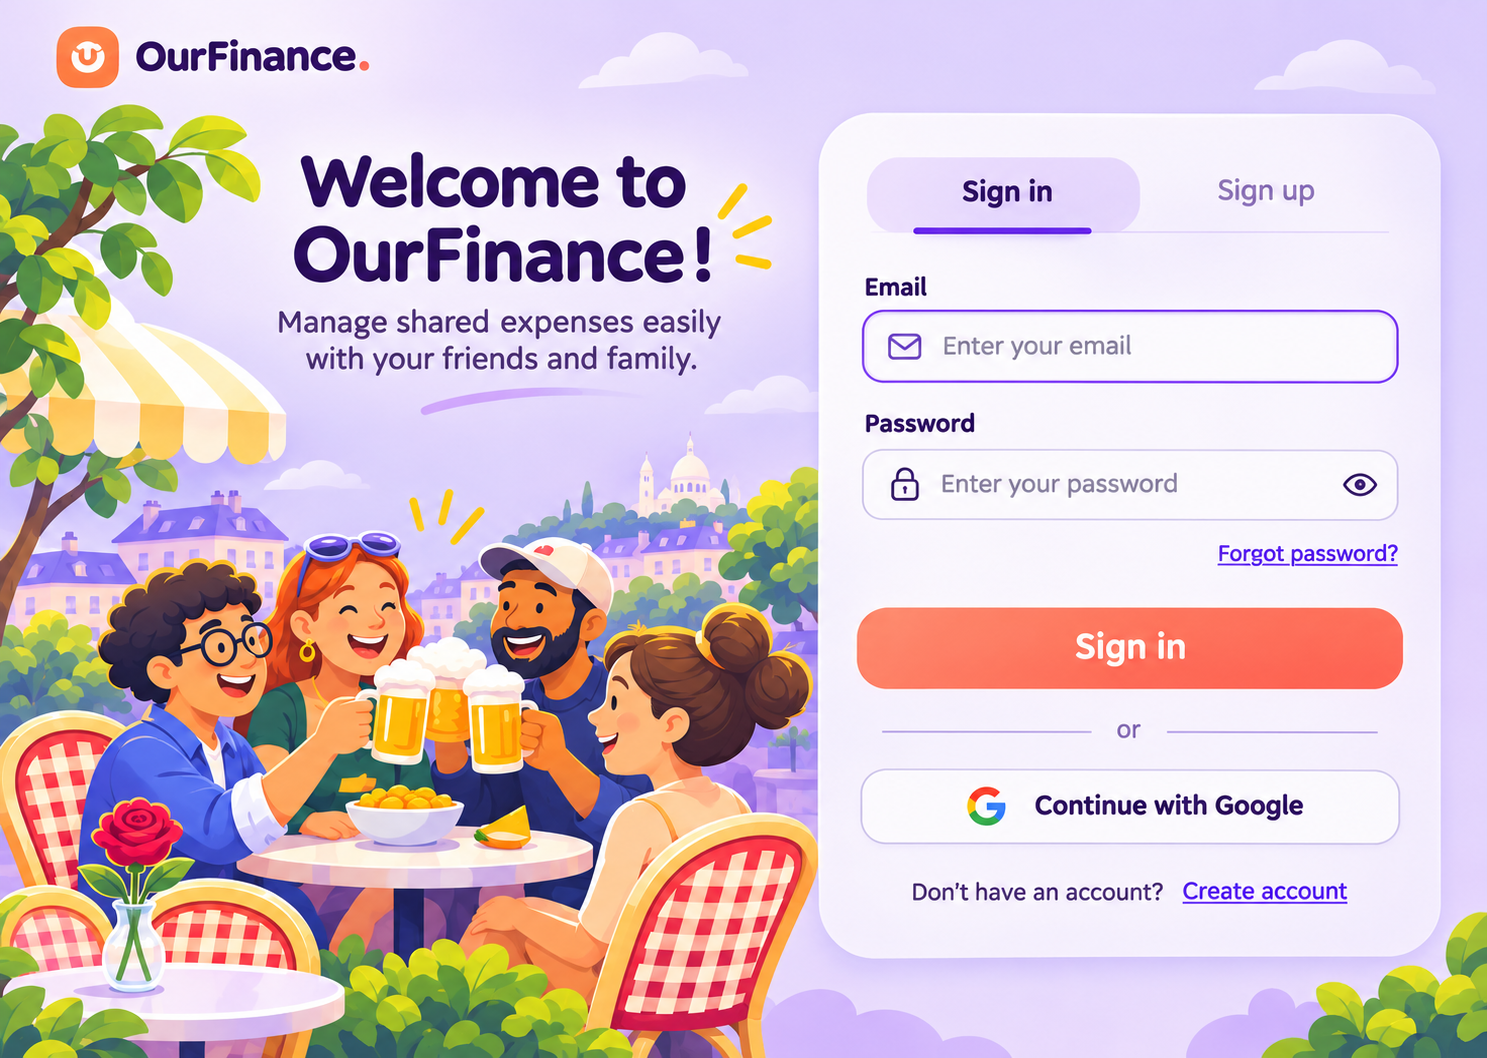 OurFinance.
Welcome to
OurFinance!
Manage shared expenses easily
with your friends and family.
Sign in
Sign up
Email
Enter your email
Password
Enter your password
Forgot password?
Sign in
or
Continue with Google
Don't have an account? Create account